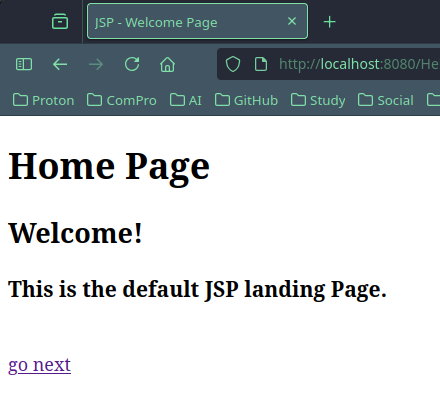 JSP - Welcome Page
http://localhost:8080/He
Proton ComPro AI GitHub Study Social
Home Page
Welcome!
This is the default JSP landing Page.
go next